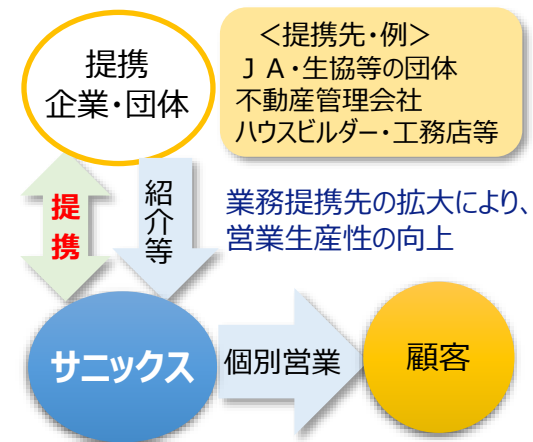 提携
企業・団体
＜提携先・例＞
ＪＡ・生協等の団体
不動産管理会社
ハウスビルダー・工務店等
提携
紹介等
業務提携先の拡大により、
営業生産性の向上
サニックス
個別営業
顧客